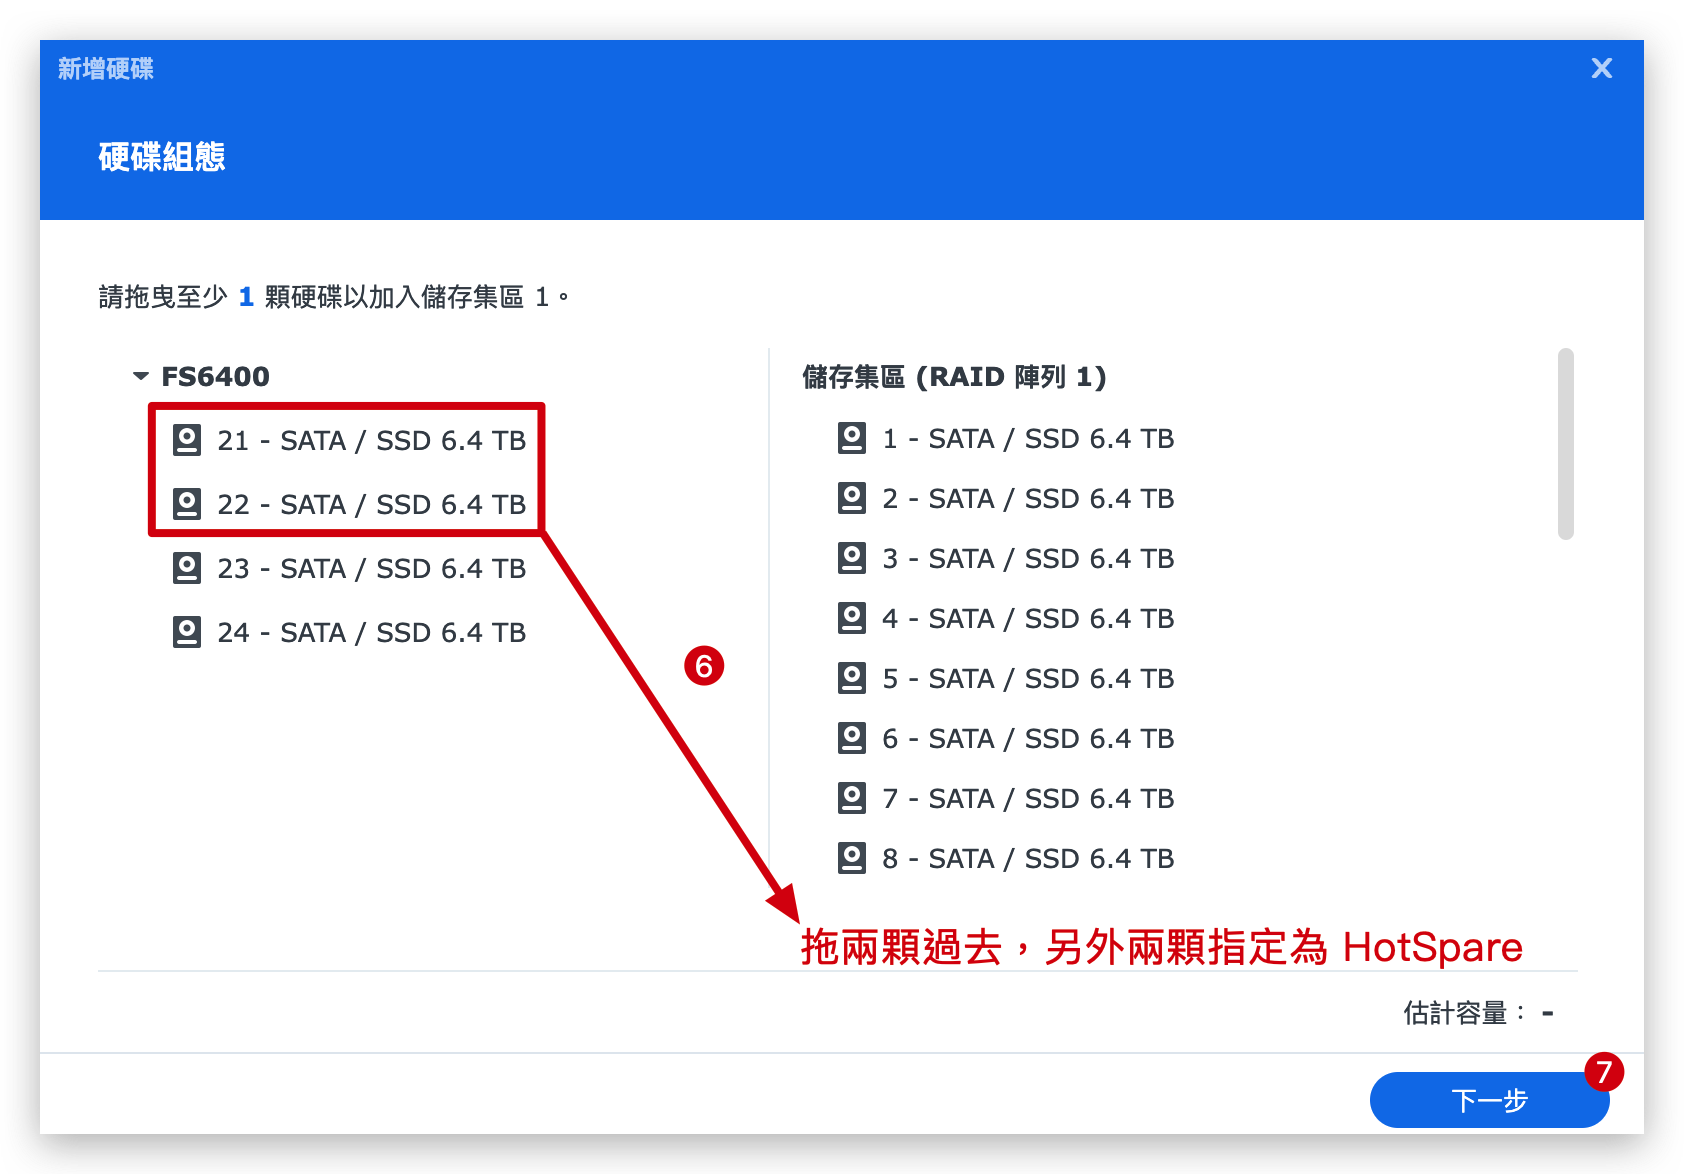 新增硬碟
X
硬碟組態
請拖曳至少 1 顆硬碟以加入儲存集區 1。
FS6400
21 - SATA / SSD 6.4 TB
22 - SATA / SSD 6.4 TB
23 - SATA / SSD 6.4 TB
24 - SATA / SSD 6.4 TB
6
儲存集區 (RAID 陣列 1)
1 - SATA / SSD 6.4 TB
2 - SATA / SSD 6.4 TB
3 - SATA / SSD 6.4 TB
4 - SATA / SSD 6.4 TB
5 - SATA / SSD 6.4 TB
6 - SATA / SSD 6.4 TB
7 - SATA / SSD 6.4 TB
8 - SATA / SSD 6.4 TB
拖兩顆過去，另外兩顆指定為 HotSpare
估計容量： -
7
下一步